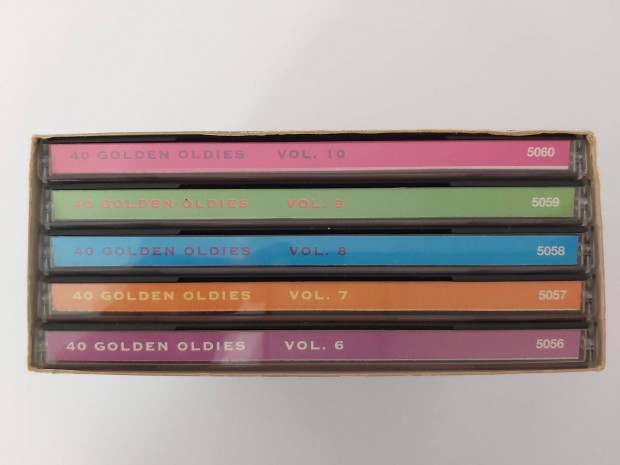 40 GOLDEN OLDIES VOL. 10 5060
40 GOLDEN OLDIES VOL. 9 5059
40 GOLDEN OLDIES VOL. 8 5058
40 GOLDEN OLDIES VOL. 7 5057
40 GOLDEN OLDIES VOL. 6 5056